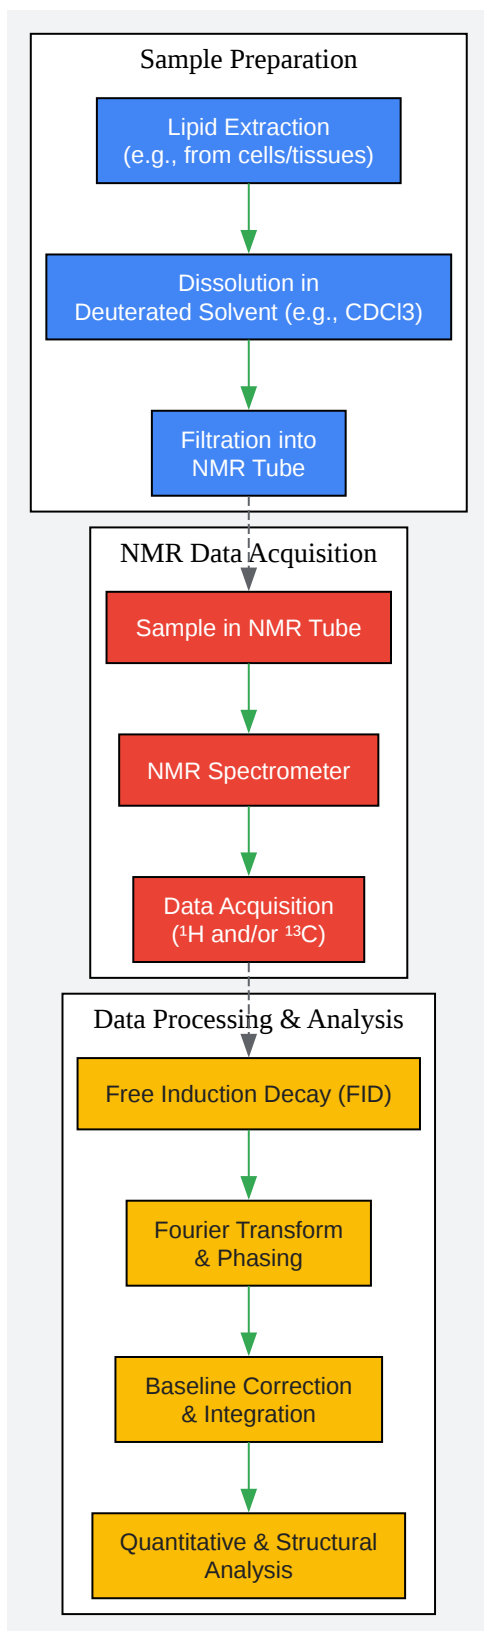 Sample Preparation
Lipid Extraction
(e.g., from cells/tissues)
Dissolution in
Deuterated Solvent (e.g., CDCl3)
Filtration into
NMR Tube
NMR Data Acquisition
Sample in NMR Tube
NMR Spectrometer
Data Acquisition
(¹H and/or ¹³C)
Data Processing & Analysis
Free Induction Decay (FID)
Fourier Transform
& Phasing
Baseline Correction
& Integration
Quantitative & Structural
Analysis